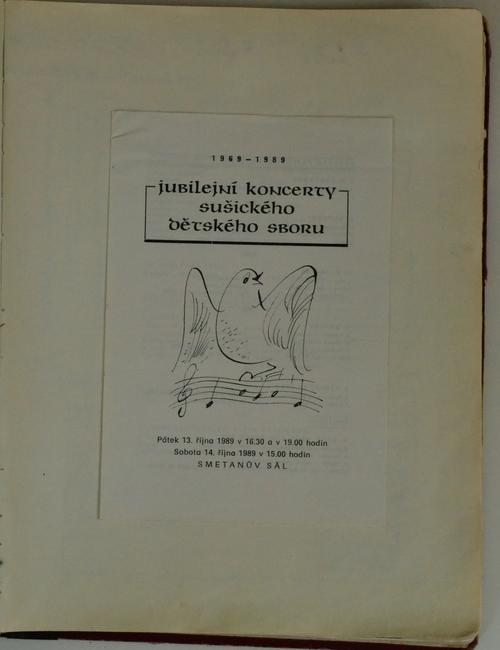 1969–1989
jubilejní koncerty
sušického
dětského sboru
Pátek 13. října 1989 v 16.30 a v 19.00 hodin
Sobota 14. října 1989 v 15.00 hodin
SMETANŮV SÁL